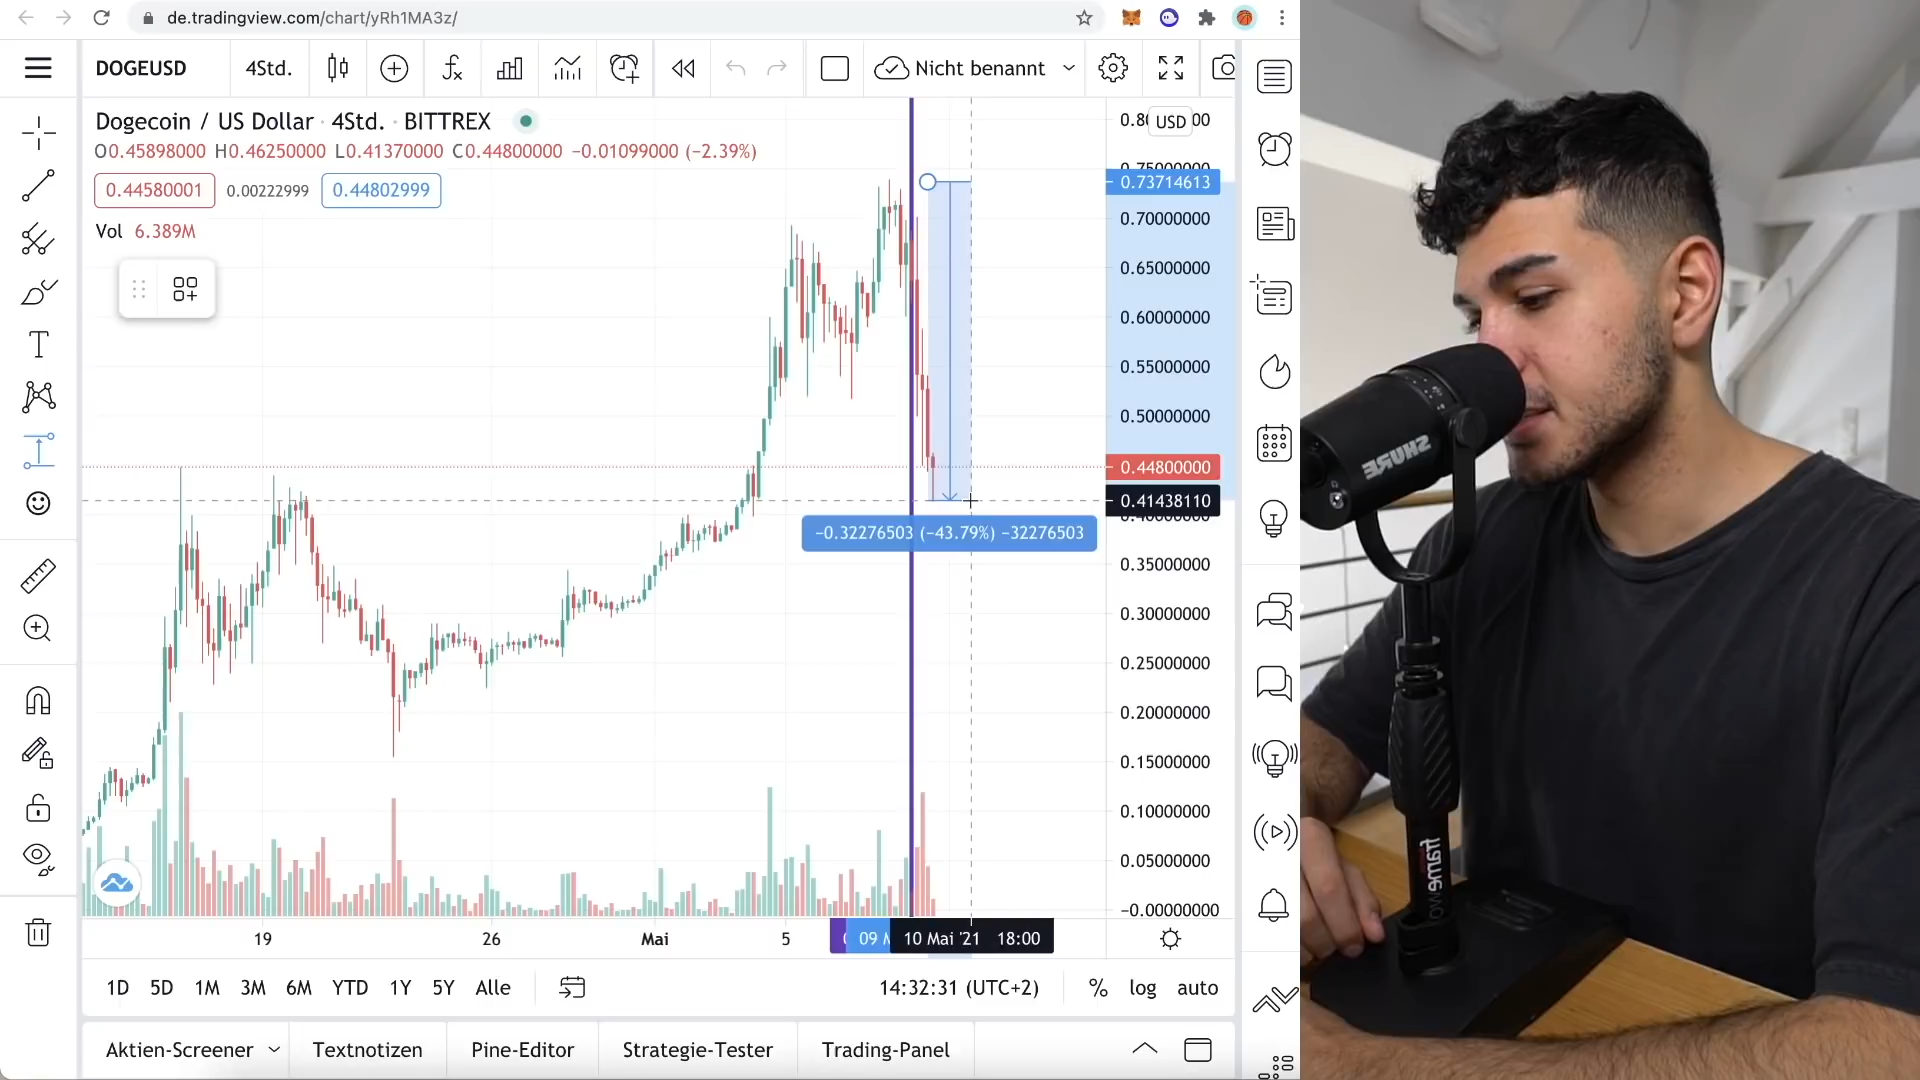 de.tradingview.com/chart/yRh1MA3z/
DOGEUSD 4Std. Nicht benannt
Dogecoin / US Dollar · 4Std. · BITTREX
O0.45898000 H0.46250000 L0.41370000 C0.44800000 −0.01099000 (−2.39%)
0.44580001 0.00222999 0.44802999
Vol 6.389M
USD
0.73714613
0.70000000
0.65000000
0.60000000
0.55000000
0.50000000
0.44800000
0.41438110
−0.32276503 (−43.79%) −32276503
0.35000000
0.30000000
0.25000000
0.20000000
0.15000000
0.10000000
0.05000000
−0.00000000
19 26 Mai 5 09 M 10 Mai '21 18:00
1D 5D 1M 3M 6M YTD 1Y 5Y Alle 14:32:31 (UTC+2) % log auto
Aktien-Screener Textnotizen Pine-Editor Strategie-Tester Trading-Panel
SHURE
frame